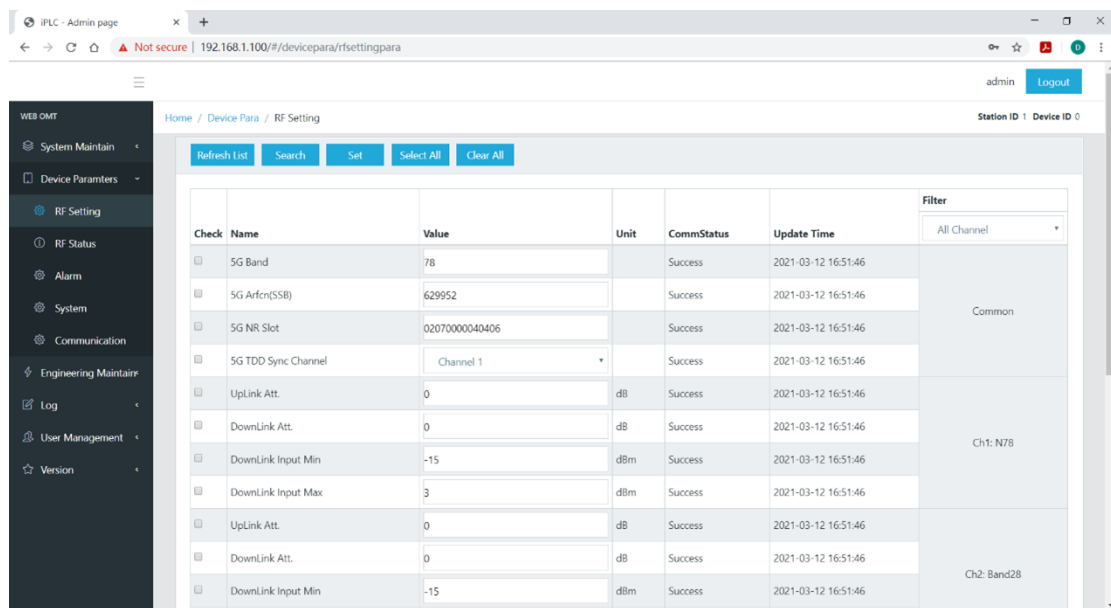 iPLC - Admin page
Not secure | 192.168.1.100/#/devicepara/rfsettingpara
D
admin Logout
WEB OMT
Home / Device Para / RF Setting
Station ID 1 Device ID 0
System Maintain
Device Paramters
RF Setting
RF Status
Alarm
System
Communication
Engineering Maintain
Log
User Management
Version
Refresh List Search Set Select All Clear All
Filter
Check Name Value Unit CommStatus Update Time All Channel
5G Band 78 Success 2021-03-12 16:51:46
5G Arfcn(SSB) 629952 Success 2021-03-12 16:51:46
Common
5G NR Slot 02070000040406 Success 2021-03-12 16:51:46
5G TDD Sync Channel Channel 1 Success 2021-03-12 16:51:46
UpLink Att. 0 dB Success 2021-03-12 16:51:46
DownLink Att. 0 dB Success 2021-03-12 16:51:46
Ch1: N78
DownLink Input Min -15 dBm Success 2021-03-12 16:51:46
DownLink Input Max 3 dBm Success 2021-03-12 16:51:46
UpLink Att. 0 dB Success 2021-03-12 16:51:46
DownLink Att. 0 dB Success 2021-03-12 16:51:46
Ch2: Band28
DownLink Input Min -15 dBm Success 2021-03-12 16:51:46